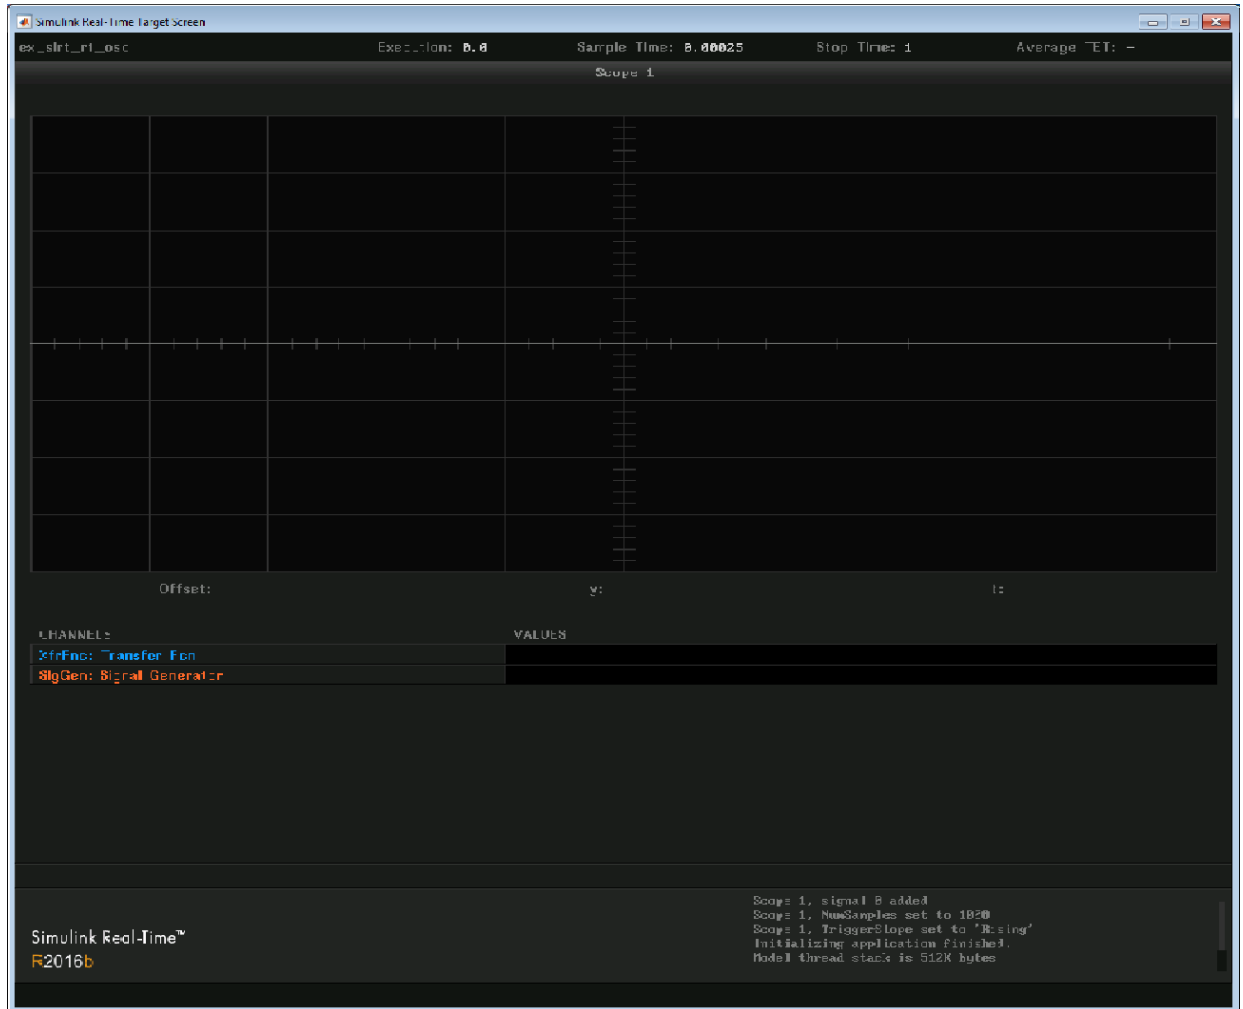 Simulink Real-Time Target Screen
ex_slrt_rt_osc Execution: 0.0 Sample Time: 0.00025 Stop Time: 1 Average TET: -
Scope 1
Offset: y: t:
CHANNELS VALUES
XfrFnc: Transfer Fcn
SigGen: Signal Generator
Scope 1, signal 0 added
Scope 1, NumSamples set to 1020
Scope 1, TriggerSlope set to 'Rising'
Initializing application finished.
Model thread stack is 512K bytes
Simulink Real-Time™
R2016b